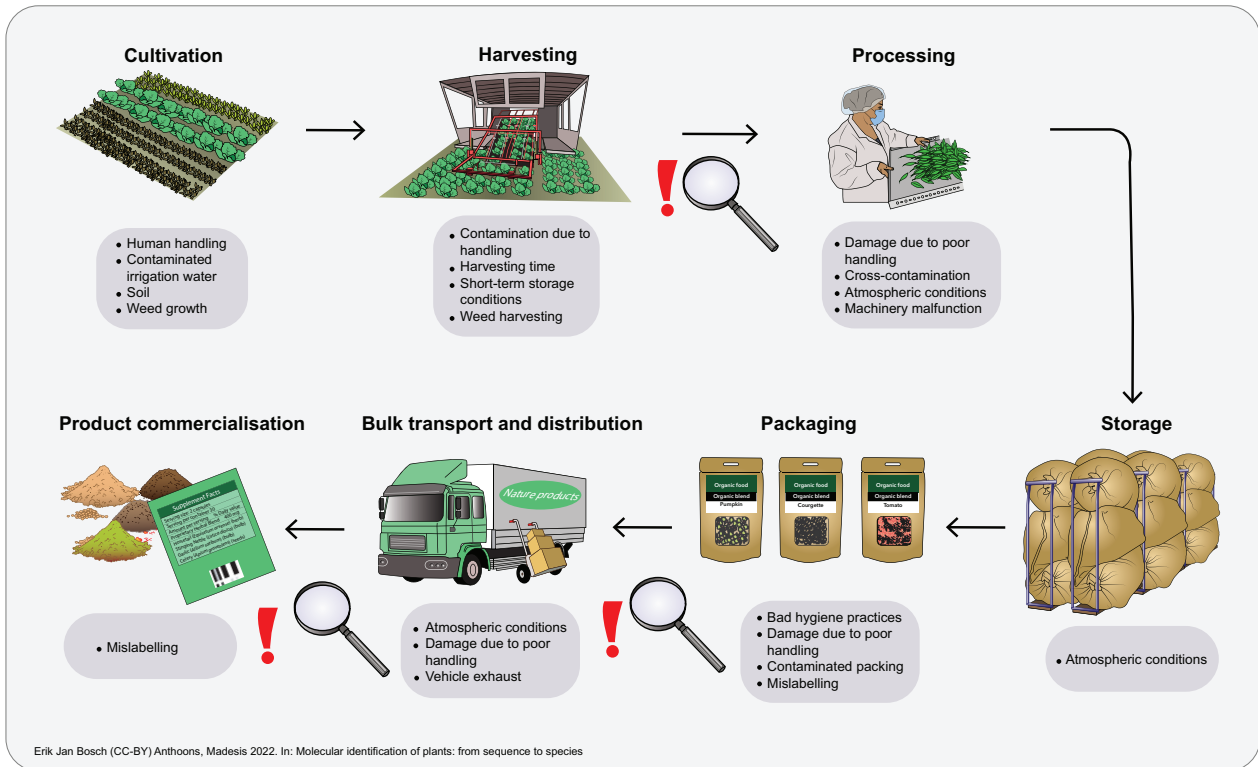 Cultivation
Harvesting
Processing
• Human handling
• Contaminated
irrigation water
• Soil
• Weed growth
• Contamination due to
handling
• Harvesting time
• Short-term storage
conditions
• Weed harvesting
• Damage due to poor
handling
• Cross-contamination
• Atmospheric conditions
• Machinery malfunction
!
Product commercialisation
Bulk transport and distribution
Packaging
Storage
Supplement Facts
Nature products
Organic food
Organic blend
Pumpkin
Organic food
Organic blend
Courgette
Organic food
Organic blend
Tomato
• Mislabelling
!
• Atmospheric conditions
• Damage due to poor
handling
• Vehicle exhaust
!
• Bad hygiene practices
• Damage due to poor
handling
• Contaminated packing
• Mislabelling
• Atmospheric conditions
Erik Jan Bosch (CC-BY) Anthoons, Madesis 2022. In: Molecular identification of plants: from sequence to species